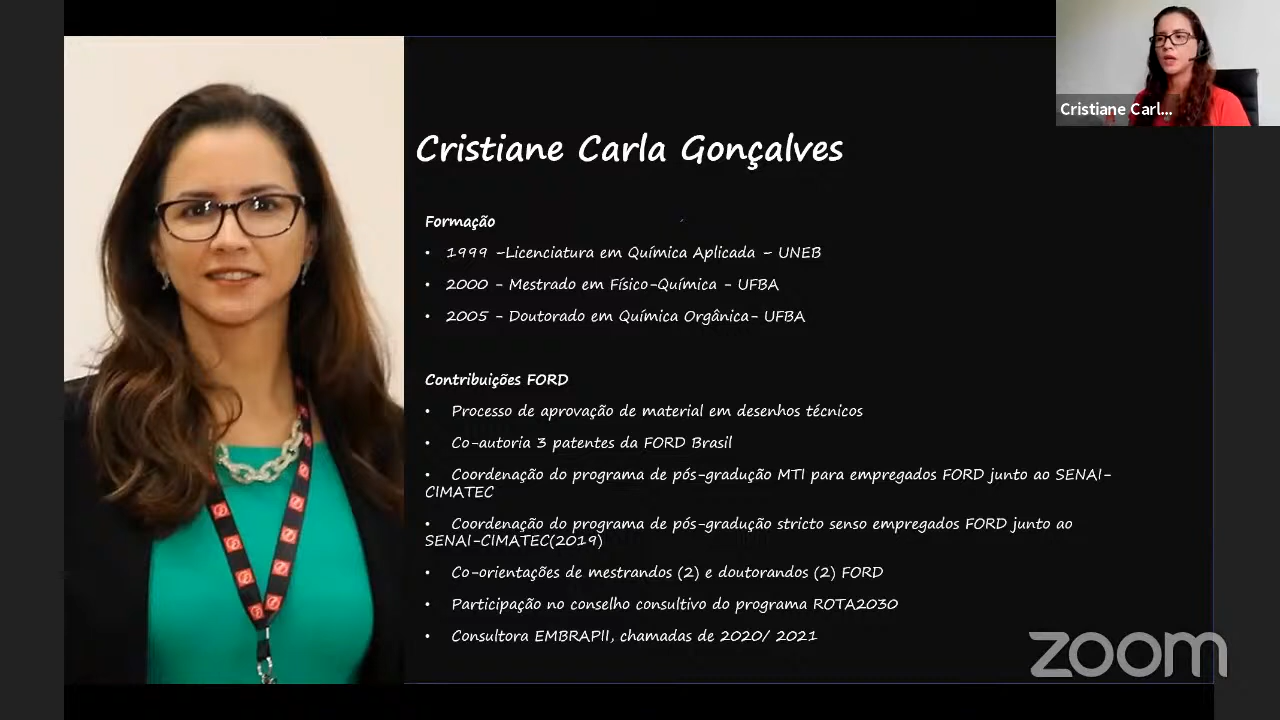 Cristiane Carl...
Cristiane Carla Gonçalves
Formação
• 1999 –Licenciatura em Química Aplicada – UNEB
• 2000 - Mestrado em Físico-Química - UFBA
• 2005 - Doutorado em Química Orgânica- UFBA
Contribuições FORD
• Processo de aprovação de material em desenhos técnicos
• Co-autoria 3 patentes da FORD Brasil
• Coordenação do programa de pós-gradução MTI para empregados FORD junto ao SENAI-
CIMATEC
• Coordenação do programa de pós-gradução stricto senso empregados FORD junto ao
SENAI-CIMATEC(2019)
• Co-orientações de mestrandos (2) e doutorandos (2) FORD
• Participação no conselho consultivo do programa ROTA2030
• Consultora EMBRAPII, chamadas de 2020/ 2021
zoom